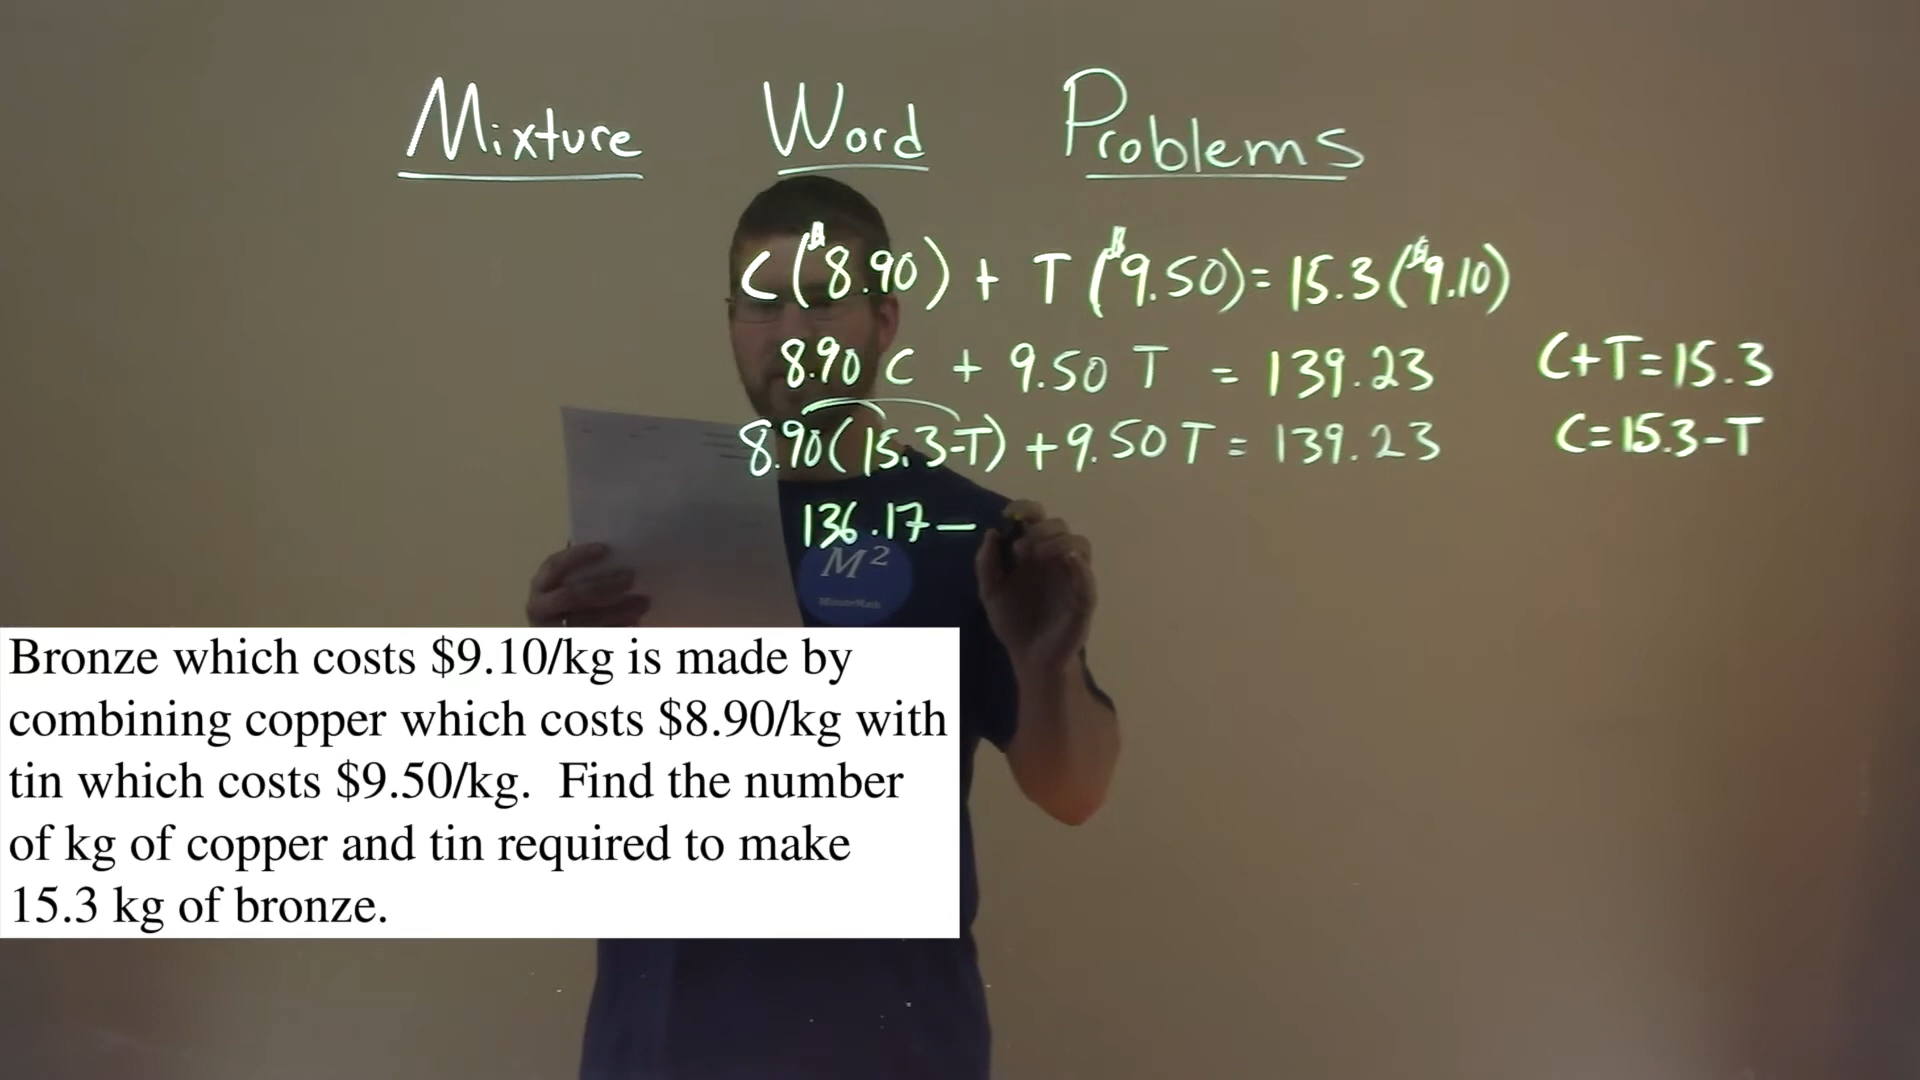 Mixture Word Problems
C($8.90) + T($9.50) = 15.3($9.10)
8.90 C + 9.50 T = 139.23
C+T=15.3
8.90(15.3-T) + 9.50 T = 139.23
C=15.3-T
136.17 –
M²
MinuteMath
Bronze which costs $9.10/kg is made by
combining copper which costs $8.90/kg with
tin which costs $9.50/kg. Find the number
of kg of copper and tin required to make
15.3 kg of bronze.